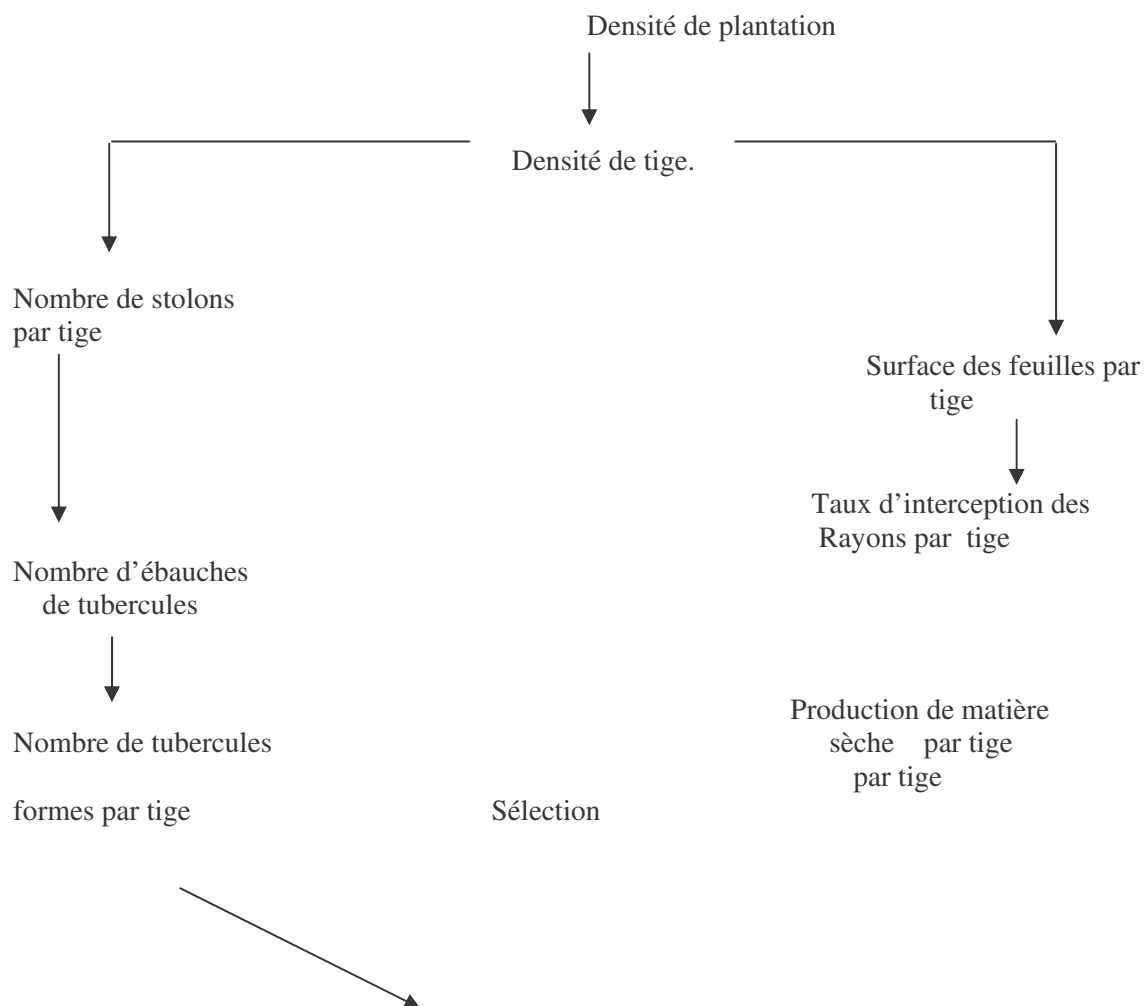 Densité de plantation
Densité de tige.
Nombre de stolons
par tige
Surface des feuilles par
tige
Taux d’interception des
Rayons par tige
Nombre d’ébauches
de tubercules
Production de matière
sèche par tige
par tige
Nombre de tubercules
formes par tige
Sélection